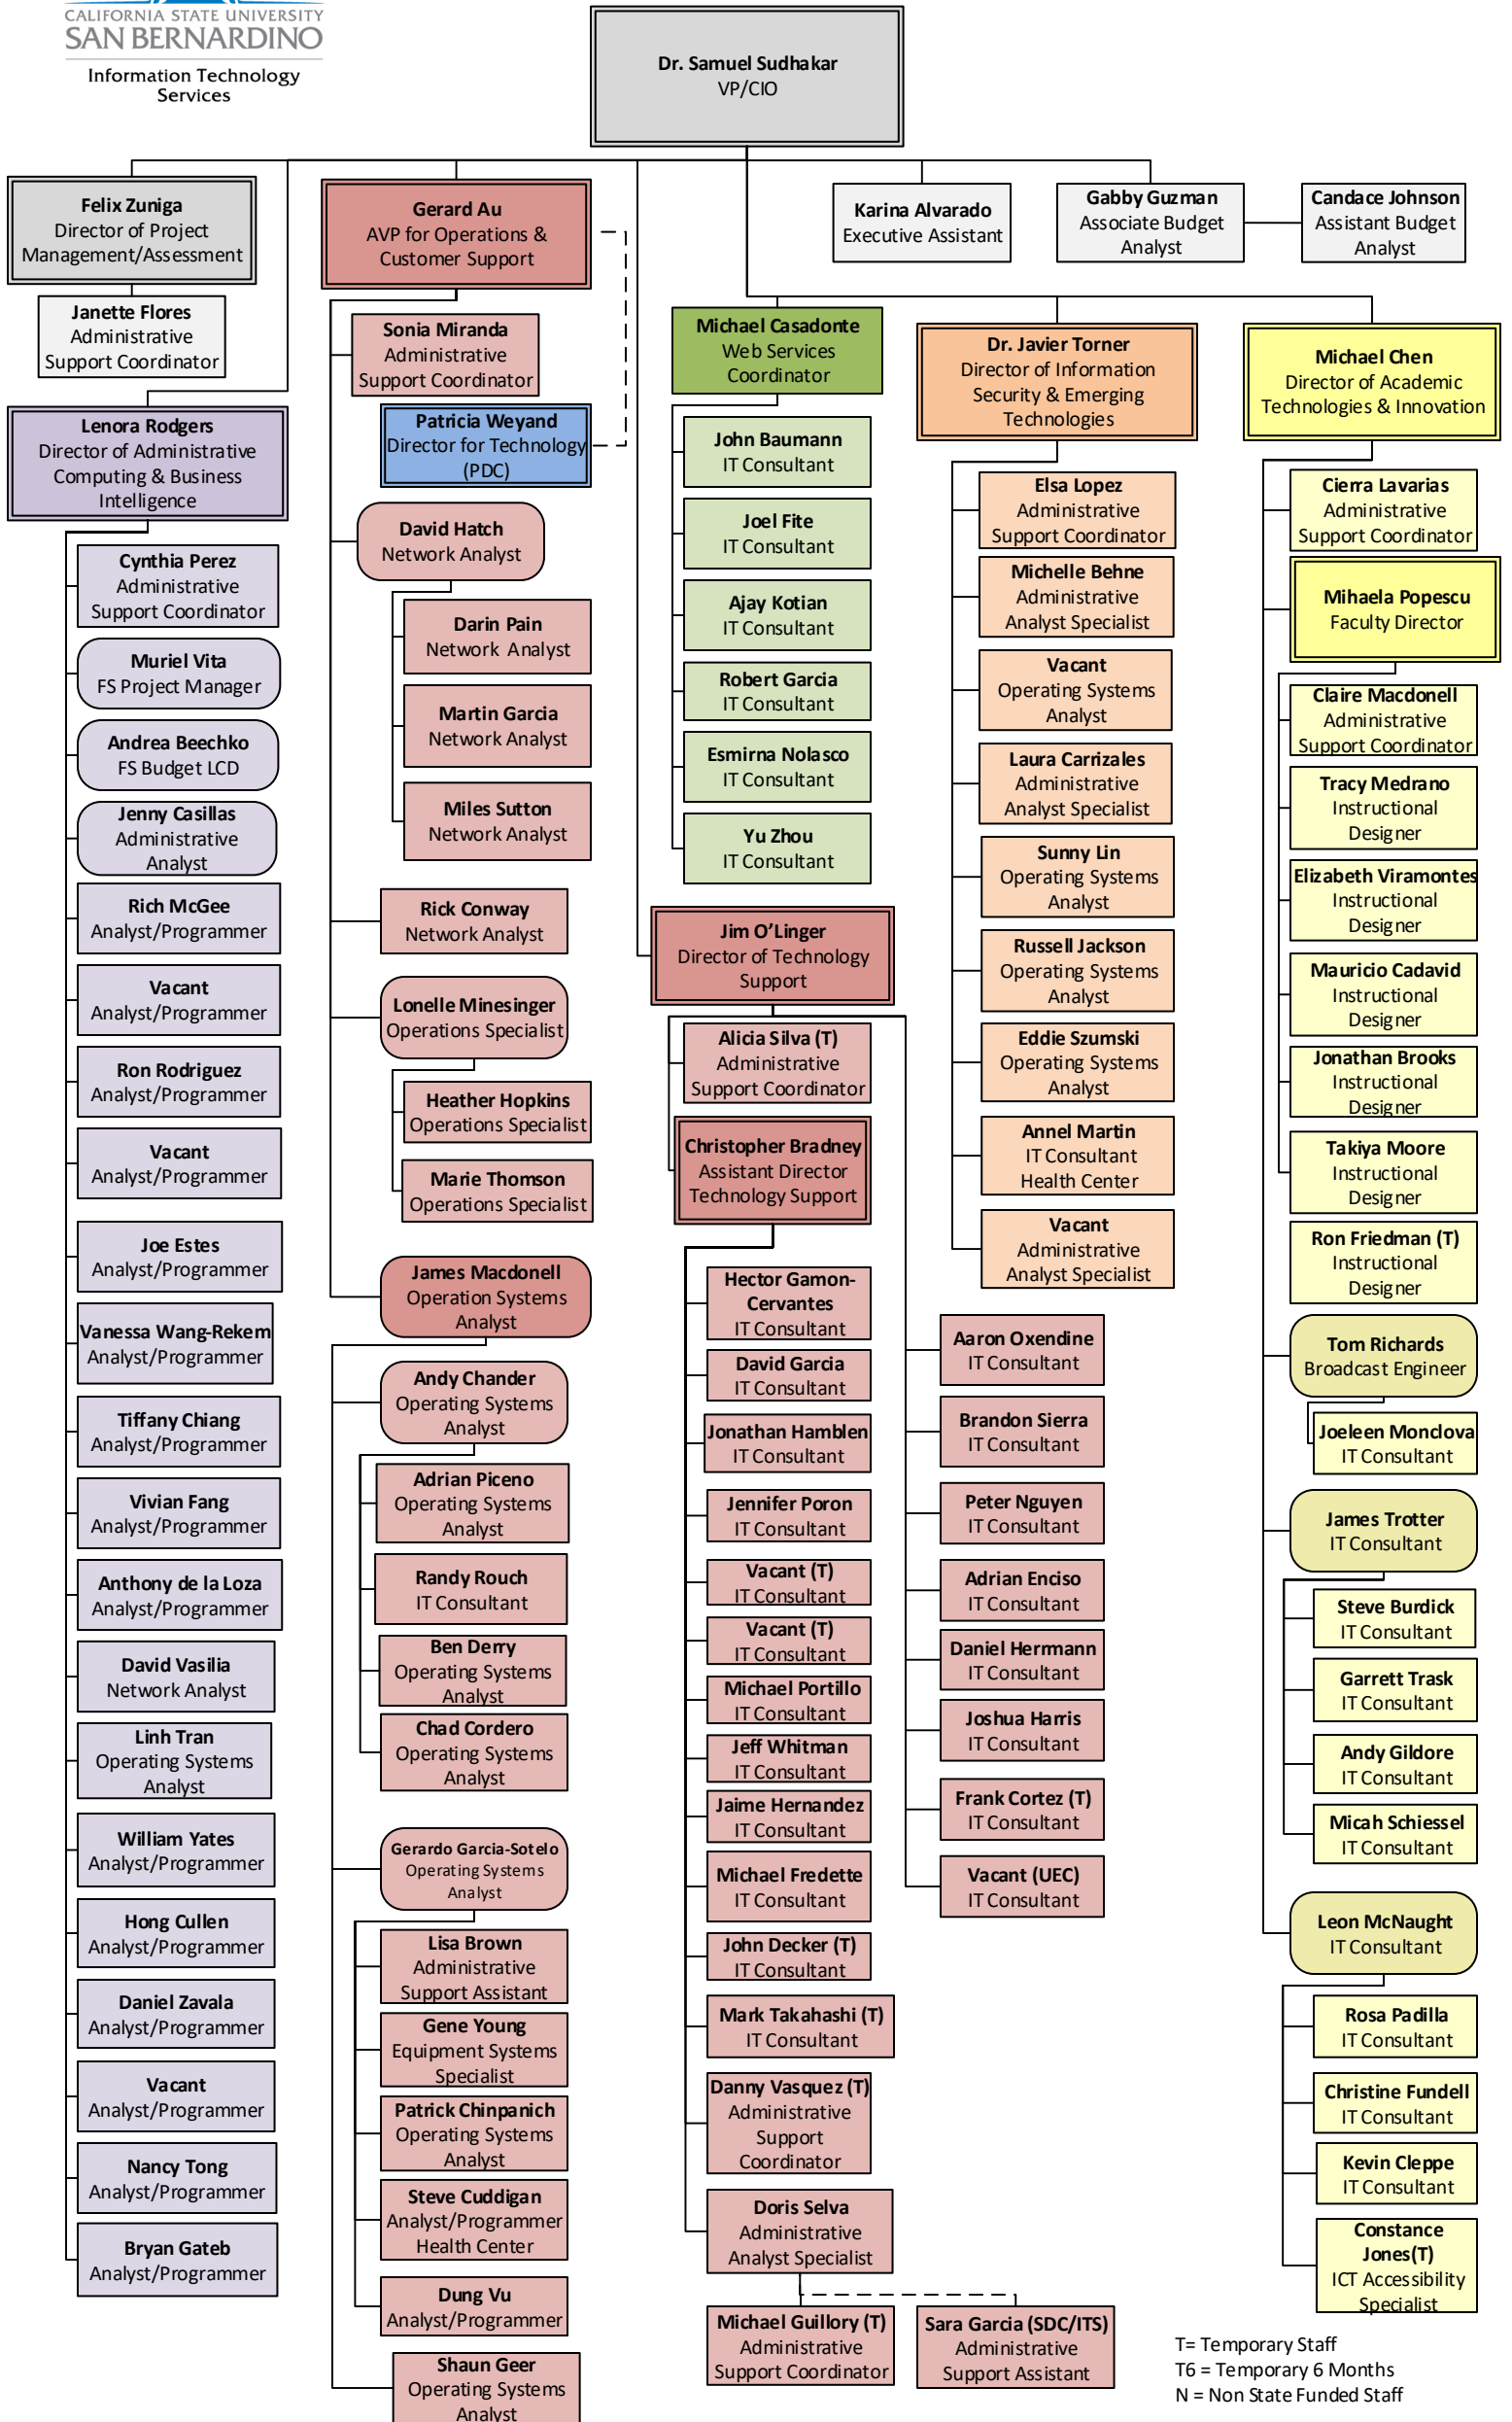 CALIFORNIA STATE UNIVERSITY
SAN BERNARDINO
Information Technology
Services
Dr. Samuel Sudhakar
VP/CIO
Felix Zuniga
Director of Project
Management/Assessment
Janette Flores
Administrative
Support Coordinator
Gerard Au
AVP for Operations &
Customer Support
Karina Alvarado
Executive Assistant
Gabby Guzman
Associate Budget
Analyst
Candace Johnson
Assistant Budget
Analyst
Lenora Rodgers
Director of Administrative
Computing & Business
Intelligence
Cynthia Perez
Administrative
Support Coordinator
Muriel Vita
FS Project Manager
Andrea Beechko
FS Budget LCD
Jenny Casillas
Administrative
Analyst
Rich McGee
Analyst/Programmer
Vacant
Analyst/Programmer
Ron Rodriguez
Analyst/Programmer
Vacant
Analyst/Programmer
Joe Estes
Analyst/Programmer
Vanessa Wang-Rekem
Analyst/Programmer
Tiffany Chiang
Analyst/Programmer
Vivian Fang
Analyst/Programmer
Anthony de la Loza
Analyst/Programmer
David Vasilia
Network Analyst
Linh Tran
Operating Systems
Analyst
William Yates
Analyst/Programmer
Hong Cullen
Analyst/Programmer
Daniel Zavala
Analyst/Programmer
Vacant
Analyst/Programmer
Nancy Tong
Analyst/Programmer
Bryan Gateb
Analyst/Programmer
Sonia Miranda
Administrative
Support Coordinator
Patricia Weyand
Director for Technology
(PDC)
David Hatch
Network Analyst
Darin Pain
Network Analyst
Martin Garcia
Network Analyst
Miles Sutton
Network Analyst
Rick Conway
Network Analyst
Lonelle Minesinger
Operations Specialist
Heather Hopkins
Operations Specialist
Marie Thomson
Operations Specialist
James Macdonell
Operation Systems
Analyst
Andy Chander
Operating Systems
Analyst
Adrian Piceno
Operating Systems
Analyst
Randy Rouch
IT Consultant
Ben Derry
Operating Systems
Analyst
Chad Cordero
Operating Systems
Analyst
Gerardo Garcia-Sotelo
Operating Systems
Analyst
Lisa Brown
Administrative
Support Assistant
Gene Young
Equipment Systems
Specialist
Patrick Chinpanich
Operating Systems
Analyst
Steve Cuddigan
Analyst/Programmer
Health Center
Dung Vu
Analyst/Programmer
Shaun Geer
Operating Systems
Analyst
Michael Casadonte
Web Services
Coordinator
John Baumann
IT Consultant
Joel Fite
IT Consultant
Ajay Kotian
IT Consultant
Robert Garcia
IT Consultant
Esmirna Nolasco
IT Consultant
Yu Zhou
IT Consultant
Jim O’Linger
Director of Technology
Support
Alicia Silva (T)
Administrative
Support Coordinator
Christopher Bradney
Assistant Director
Technology Support
Hector Gamon-
Cervantes
IT Consultant
David Garcia
IT Consultant
Jonathan Hamblen
IT Consultant
Jennifer Poron
IT Consultant
Vacant (T)
IT Consultant
Vacant (T)
IT Consultant
Michael Portillo
IT Consultant
Jeff Whitman
IT Consultant
Jaime Hernandez
IT Consultant
Michael Fredette
IT Consultant
John Decker (T)
IT Consultant
Mark Takahashi (T)
IT Consultant
Danny Vasquez (T)
Administrative
Support
Coordinator
Doris Selva
Administrative
Analyst Specialist
Michael Guillory (T)
Administrative
Support Coordinator
Sara Garcia (SDC/ITS)
Administrative
Support Assistant
Aaron Oxendine
IT Consultant
Brandon Sierra
IT Consultant
Peter Nguyen
IT Consultant
Adrian Enciso
IT Consultant
Daniel Herrmann
IT Consultant
Joshua Harris
IT Consultant
Frank Cortez (T)
IT Consultant
Vacant (UEC)
IT Consultant
Dr. Javier Torner
Director of Information
Security & Emerging
Technologies
Elsa Lopez
Administrative
Support Coordinator
Michelle Behne
Administrative
Analyst Specialist
Vacant
Operating Systems
Analyst
Laura Carrizales
Administrative
Analyst Specialist
Sunny Lin
Operating Systems
Analyst
Russell Jackson
Operating Systems
Analyst
Eddie Szumski
Operating Systems
Analyst
Annel Martin
IT Consultant
Health Center
Vacant
Administrative
Analyst Specialist
Michael Chen
Director of Academic
Technologies & Innovation
Cierra Lavarias
Administrative
Support Coordinator
Mihaela Popescu
Faculty Director
Claire Macdonell
Administrative
Support Coordinator
Tracy Medrano
Instructional
Designer
Elizabeth Viramontes
Instructional
Designer
Mauricio Cadavid
Instructional
Designer
Jonathan Brooks
Instructional
Designer
Takiya Moore
Instructional
Designer
Ron Friedman (T)
Instructional
Designer
Tom Richards
Broadcast Engineer
Joeleen Monclova
IT Consultant
James Trotter
IT Consultant
Steve Burdick
IT Consultant
Garrett Trask
IT Consultant
Andy Gildore
IT Consultant
Micah Schiessel
IT Consultant
Leon McNaught
IT Consultant
Rosa Padilla
IT Consultant
Christine Fundell
IT Consultant
Kevin Cleppe
IT Consultant
Constance
Jones(T)
ICT Accessibility
Specialist
T= Temporary Staff
T6 = Temporary 6 Months
N = Non State Funded Staff